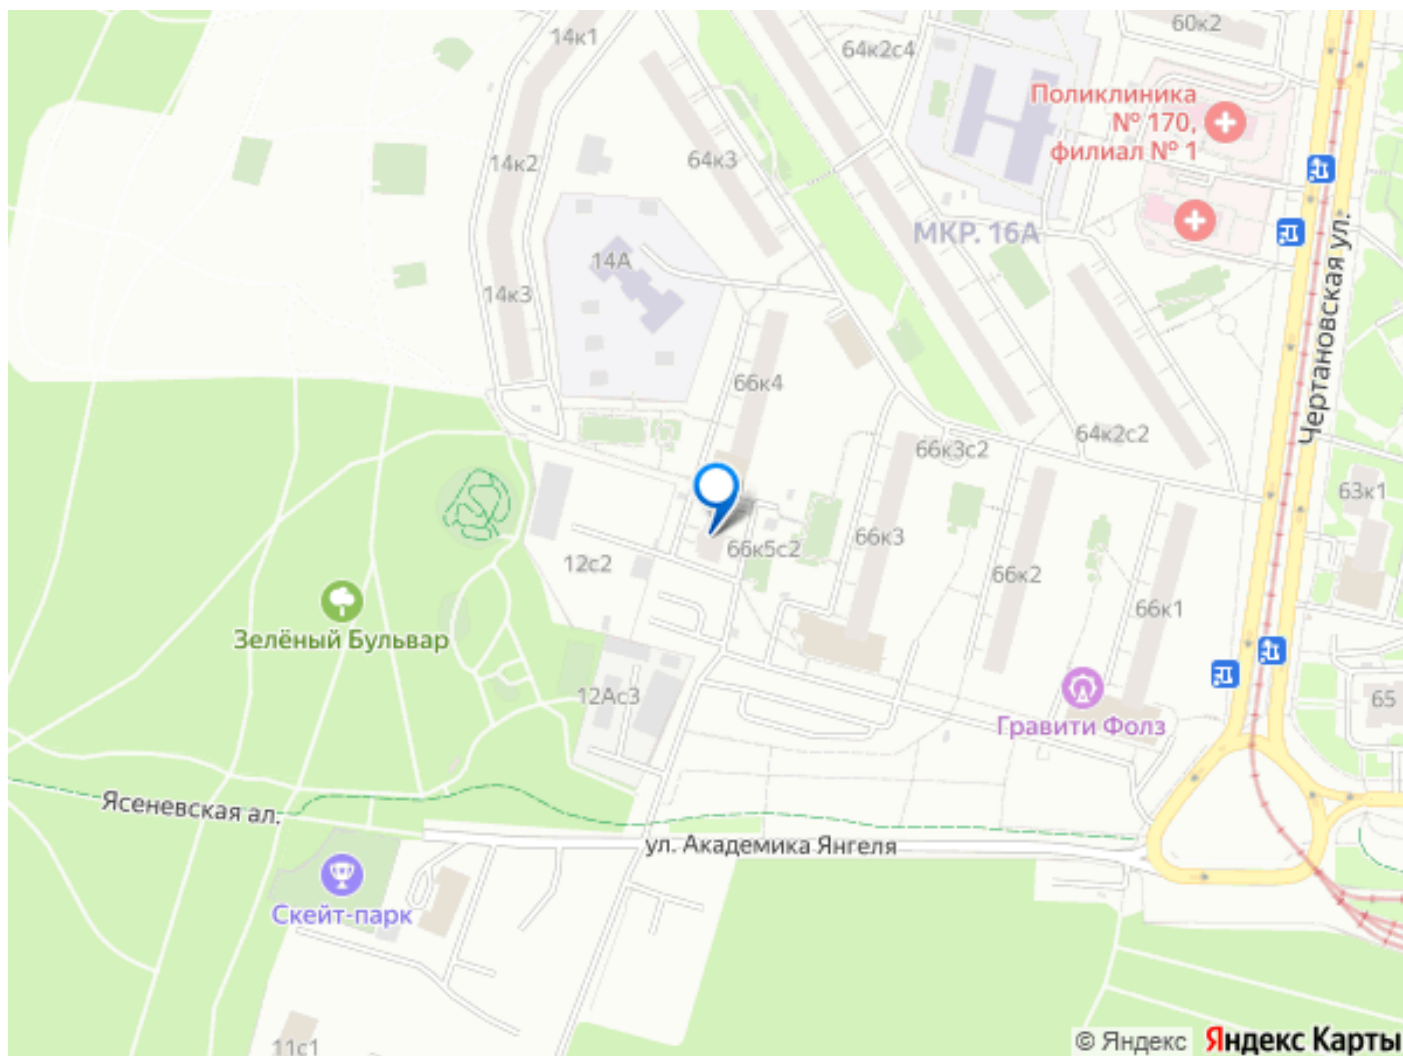 14к1
60к2
64к2с4
Поликлиника
№ 170,
филиал № 1
14к2
64к3
МКР. 16А
14А
14к3
Чертановская ул.
66к4
64к2с2
66к3с2
63к1
66к3
66к5с2
12с2
66к2
66к1
Зелёный Бульвар
12Ас3
65
Гравити Фолз
Ясеневская ал.
ул. Академика Янгеля
Скейт-парк
11с1
© Яндекс Яндекс Карты